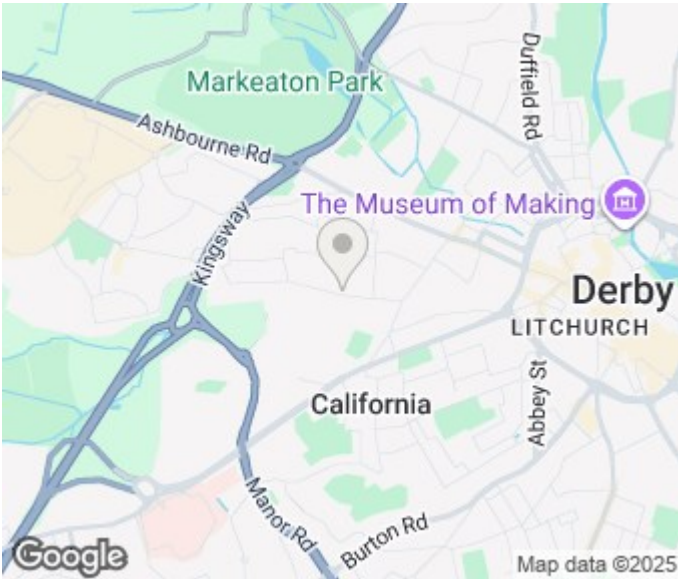 Duffield Rd
Markeaton Park
Ashbourne Rd
The Museum of Making
Kingsway
Derby
LITCHURCH
Abbey St
California
Manor Rd
Burton Rd
Google
Map data ©2025